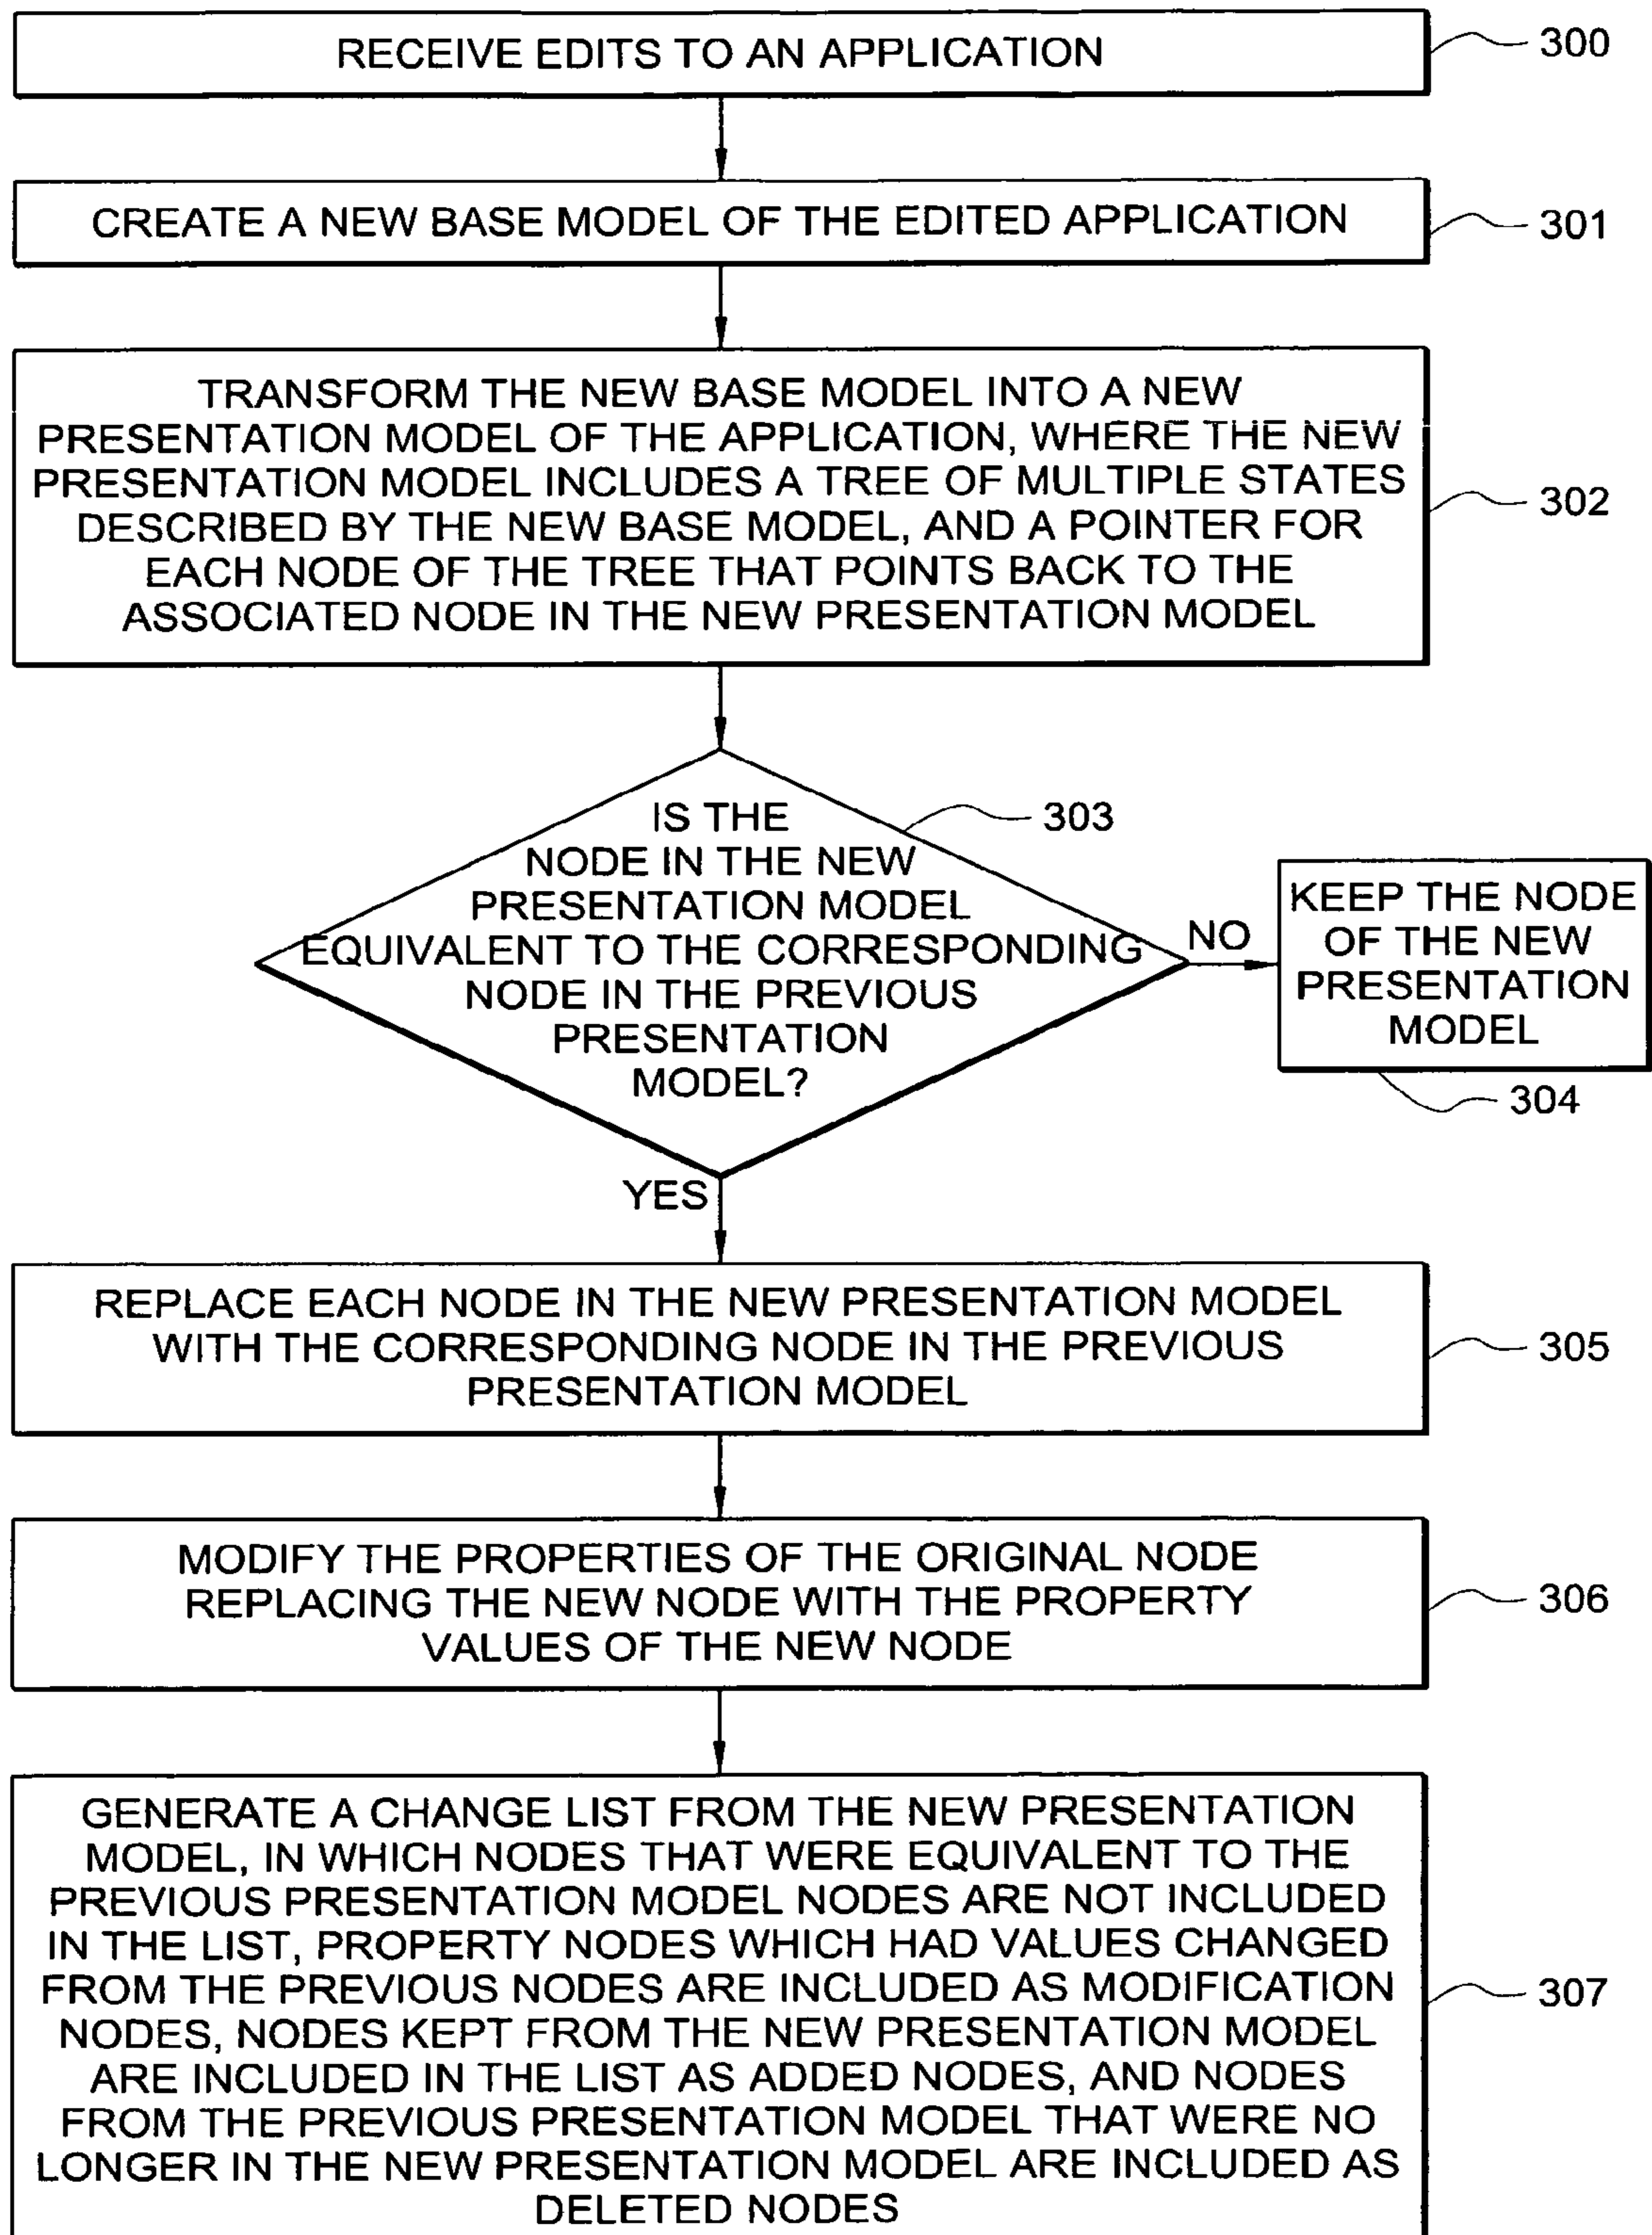 RECEIVE EDITS TO AN APPLICATION
300
CREATE A NEW BASE MODEL OF THE EDITED APPLICATION
301
TRANSFORM THE NEW BASE MODEL INTO A NEW
PRESENTATION MODEL OF THE APPLICATION, WHERE THE NEW
PRESENTATION MODEL INCLUDES A TREE OF MULTIPLE STATES
DESCRIBED BY THE NEW BASE MODEL, AND A POINTER FOR
EACH NODE OF THE TREE THAT POINTS BACK TO THE
ASSOCIATED NODE IN THE NEW PRESENTATION MODEL
302
IS THE
NODE IN THE NEW
PRESENTATION MODEL
EQUIVALENT TO THE CORRESPONDING
NODE IN THE PREVIOUS
PRESENTATION
MODEL?
303
NO
KEEP THE NODE
OF THE NEW
PRESENTATION
MODEL
304
YES
REPLACE EACH NODE IN THE NEW PRESENTATION MODEL
WITH THE CORRESPONDING NODE IN THE PREVIOUS
PRESENTATION MODEL
305
MODIFY THE PROPERTIES OF THE ORIGINAL NODE
REPLACING THE NEW NODE WITH THE PROPERTY
VALUES OF THE NEW NODE
306
GENERATE A CHANGE LIST FROM THE NEW PRESENTATION
MODEL, IN WHICH NODES THAT WERE EQUIVALENT TO THE
PREVIOUS PRESENTATION MODEL NODES ARE NOT INCLUDED
IN THE LIST, PROPERTY NODES WHICH HAD VALUES CHANGED
FROM THE PREVIOUS NODES ARE INCLUDED AS MODIFICATION
NODES, NODES KEPT FROM THE NEW PRESENTATION MODEL
ARE INCLUDED IN THE LIST AS ADDED NODES, AND NODES
FROM THE PREVIOUS PRESENTATION MODEL THAT WERE NO
LONGER IN THE NEW PRESENTATION MODEL ARE INCLUDED AS
DELETED NODES
307